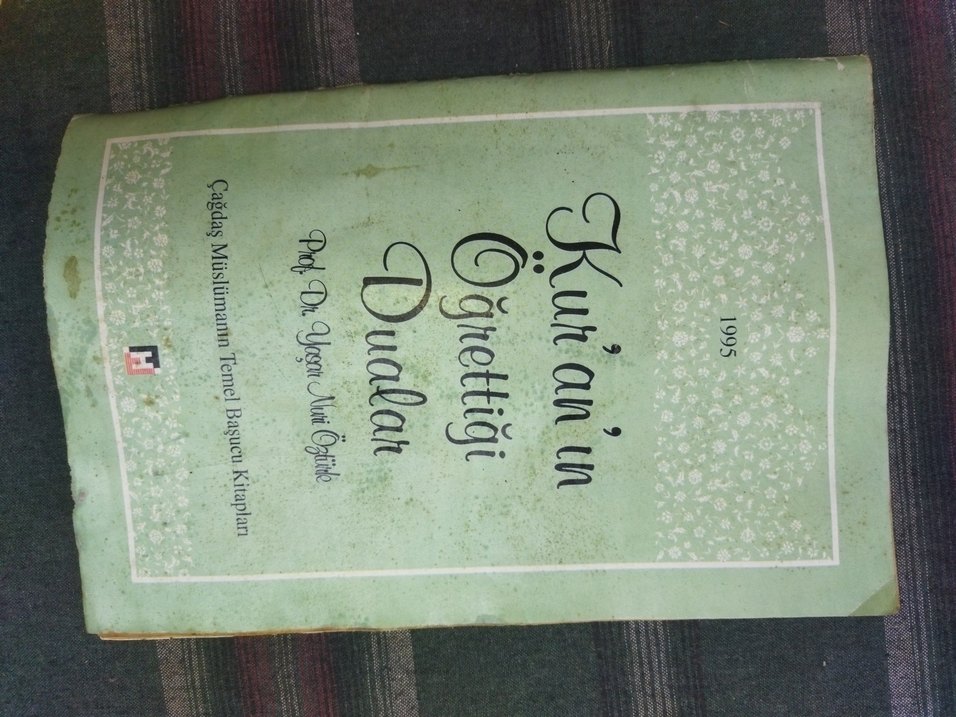 1995
Kur'an'ın
Öğrettiği
Dualar
Prof. Dr. Yaşar Nuri Öztürk
Çağdaş Müslümanın Temel Başucu Kitapları
H